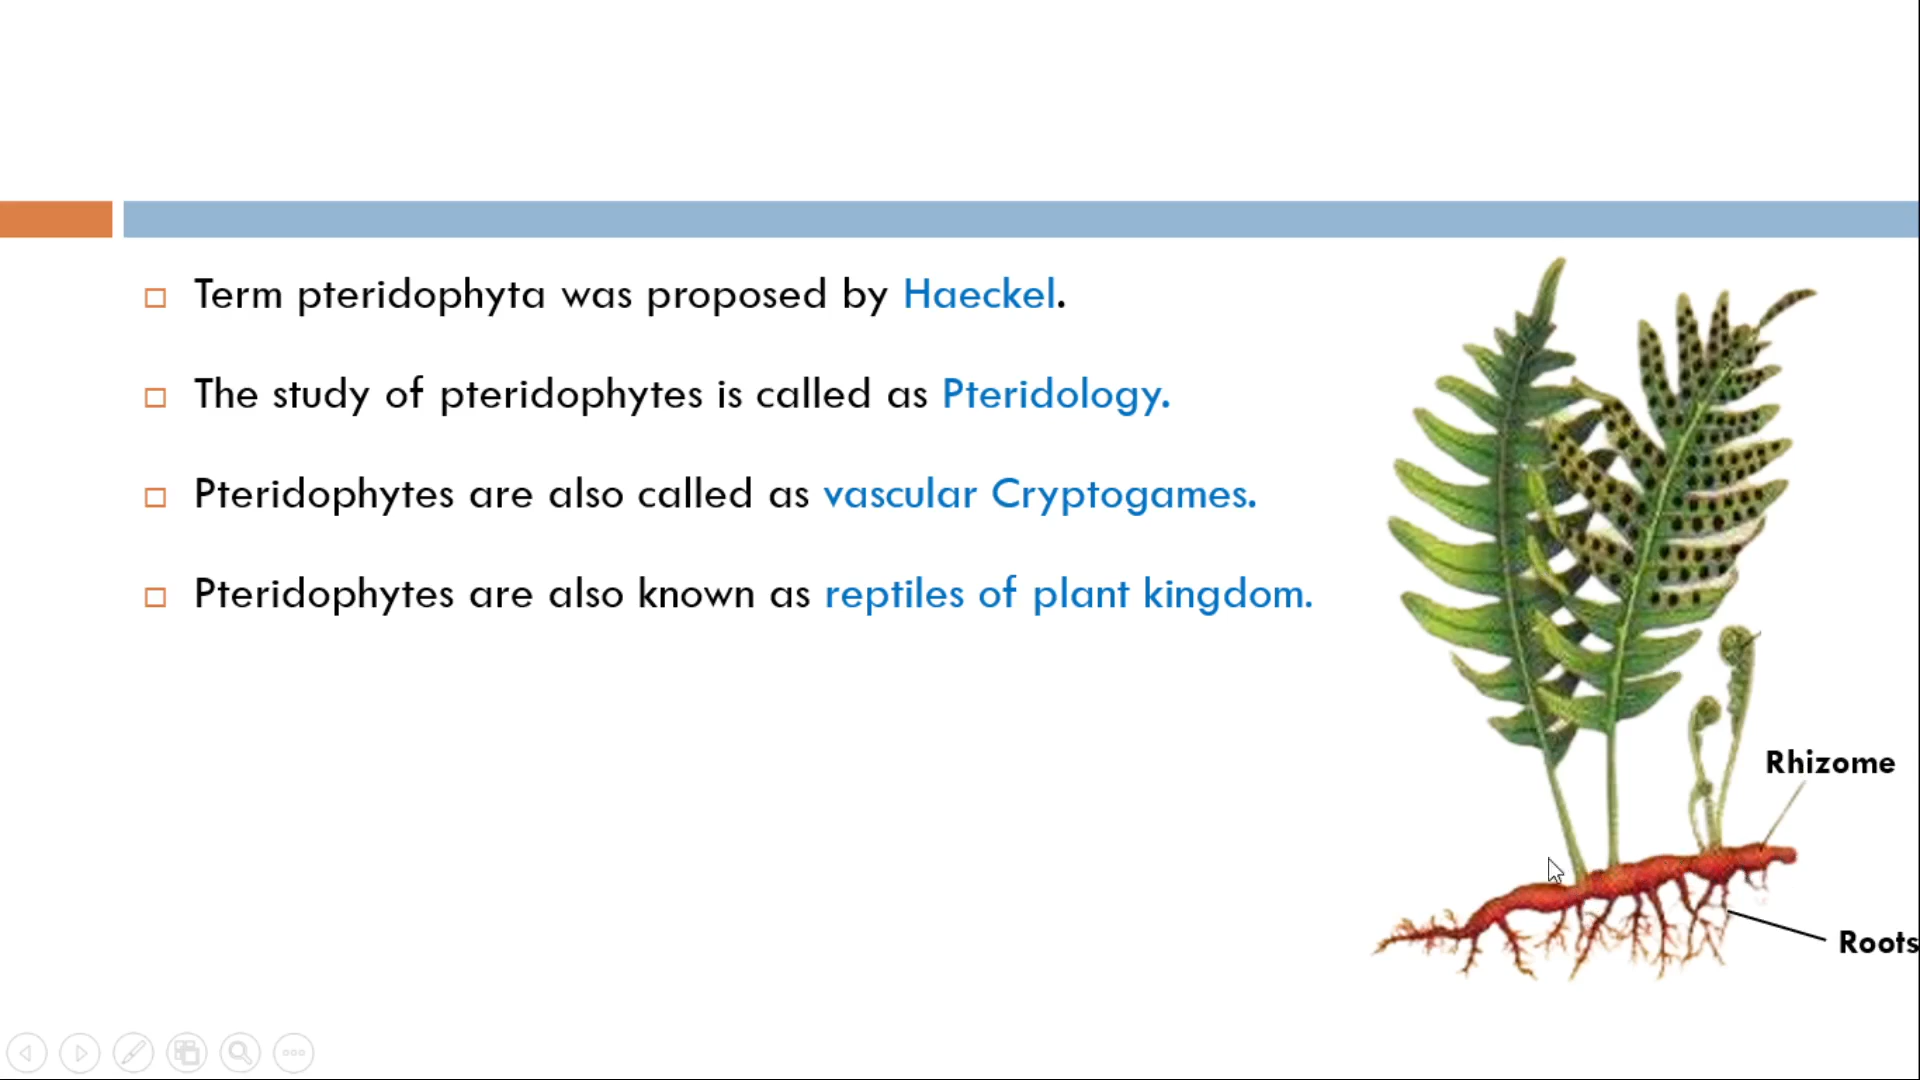 Term pteridophyta was proposed by Haeckel.
The study of pteridophytes is called as Pteridology.
Pteridophytes are also called as vascular Cryptogames.
Pteridophytes are also known as reptiles of plant kingdom.
Rhizome
Roots